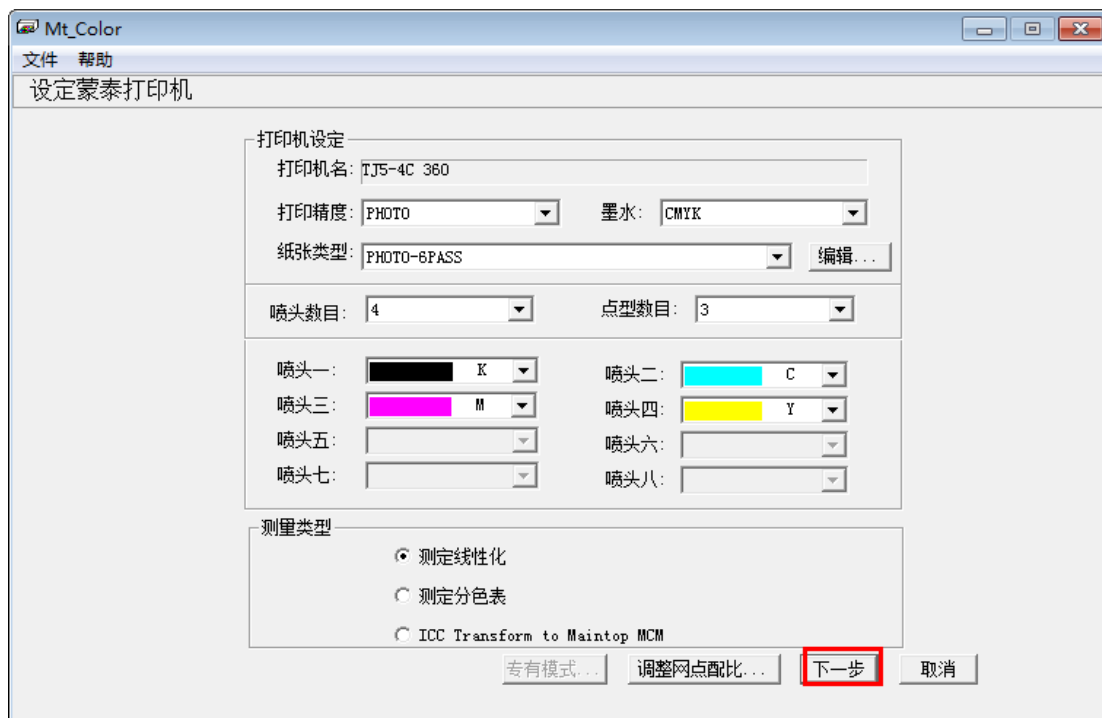 Mt_Color
文件 帮助
设定蒙泰打印机
打印机设定
打印机名: TJ5-4C 360
打印精度: PHOTO 墨水: CMYK
纸张类型: PHOTO-6PASS 编辑...
喷头数目: 4 点型数目: 3
喷头一: K 喷头二: C
喷头三: M 喷头四: Y
喷头五: 喷头六:
喷头七: 喷头八:
测里类型
测定线性化
测定分色表
ICC Transform to Maintop MCM
专有模式... 调整网点配比... 下一步 取消